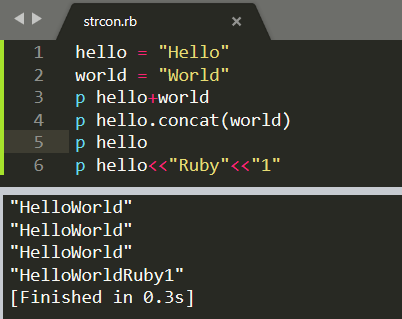 strcon.rb ×
1 hello = "Hello"
2 world = "World"
3 p hello+world
4 p hello.concat(world)
5 p hello
6 p hello<<"Ruby"<<"1"
"HelloWorld"
"HelloWorld"
"HelloWorld"
"HelloWorldRuby1"
[Finished in 0.3s]